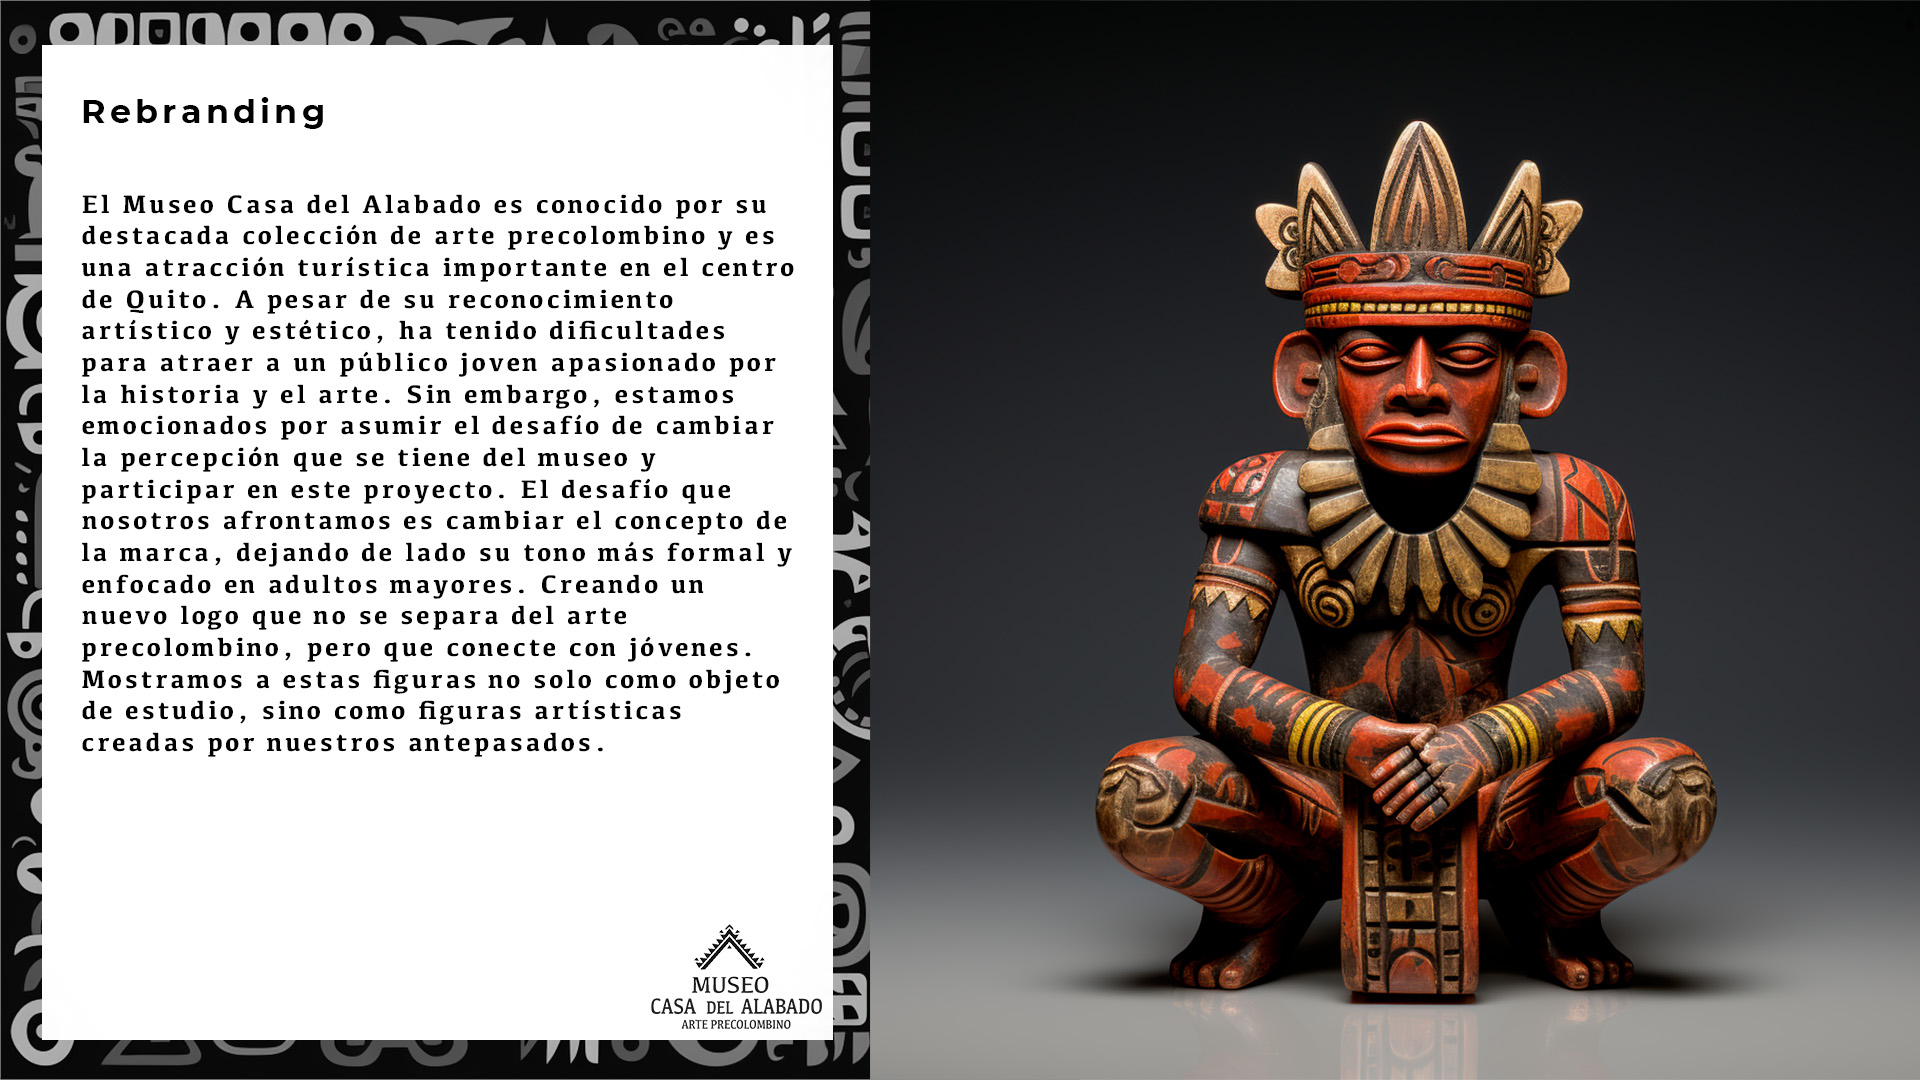 Rebranding
El Museo Casa del Alabado es conocido por su
destacada colección de arte precolombino y es
una atracción turística importante en el centro
de Quito. A pesar de su reconocimiento
artístico y estético, ha tenido dificultades
para atraer a un público joven apasionado por
la historia y el arte. Sin embargo, estamos
emocionados por asumir el desafío de cambiar
la percepción que se tiene del museo y
participar en este proyecto. El desafío que
nosotros afrontamos es cambiar el concepto de
la marca, dejando de lado su tono más formal y
enfocado en adultos mayores. Creando un
nuevo logo que no se separa del arte
precolombino, pero que conecte con jóvenes.
Mostramos a estas figuras no solo como objeto
de estudio, sino como figuras artísticas
creadas por nuestros antepasados.
MUSEO
CASA DEL ALABADO
ARTE PRECOLOMBINO